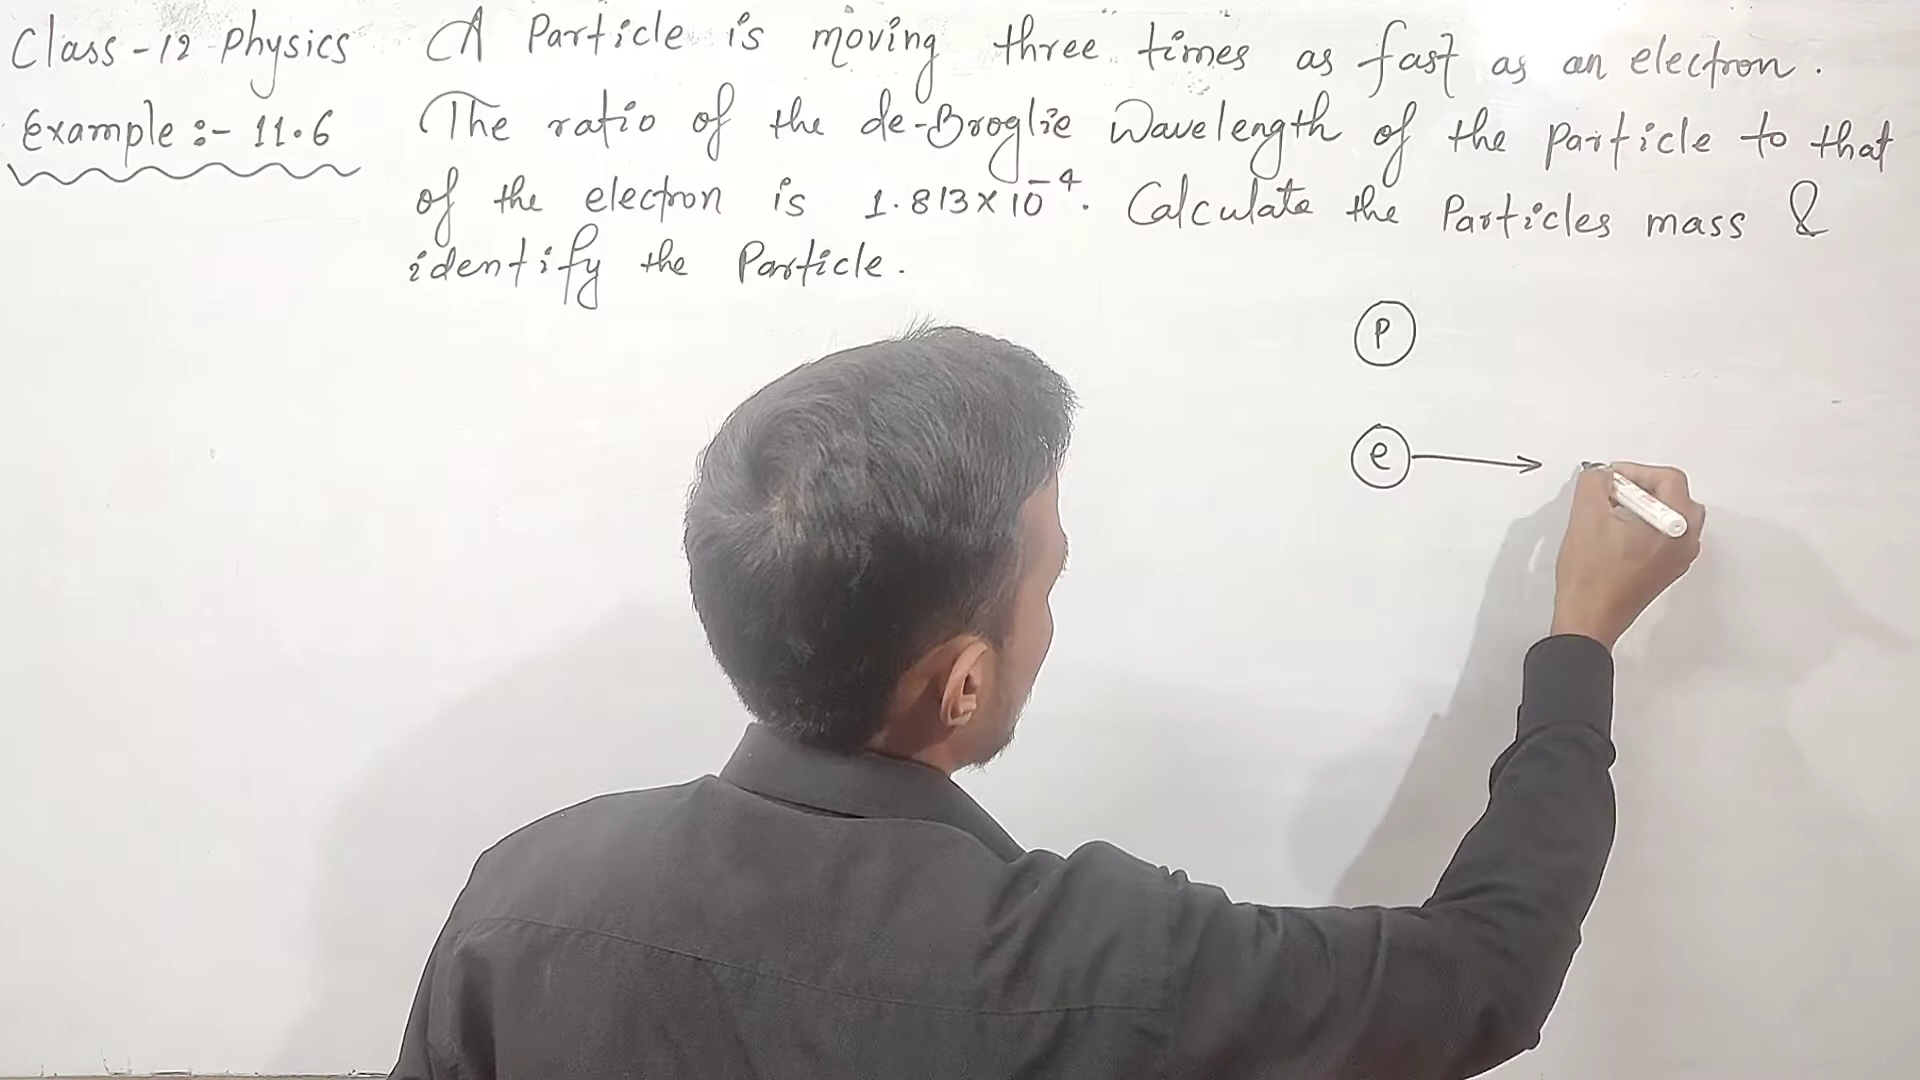 Class-12 Physics
Example :- 11.6
A Particle is moving three times as fast as an electron.
The ratio of the de-Broglie Wavelength of the particle to that
of the electron is 1.813×10⁻⁴. Calculate the Particles mass &
identify the Particle.
P
e